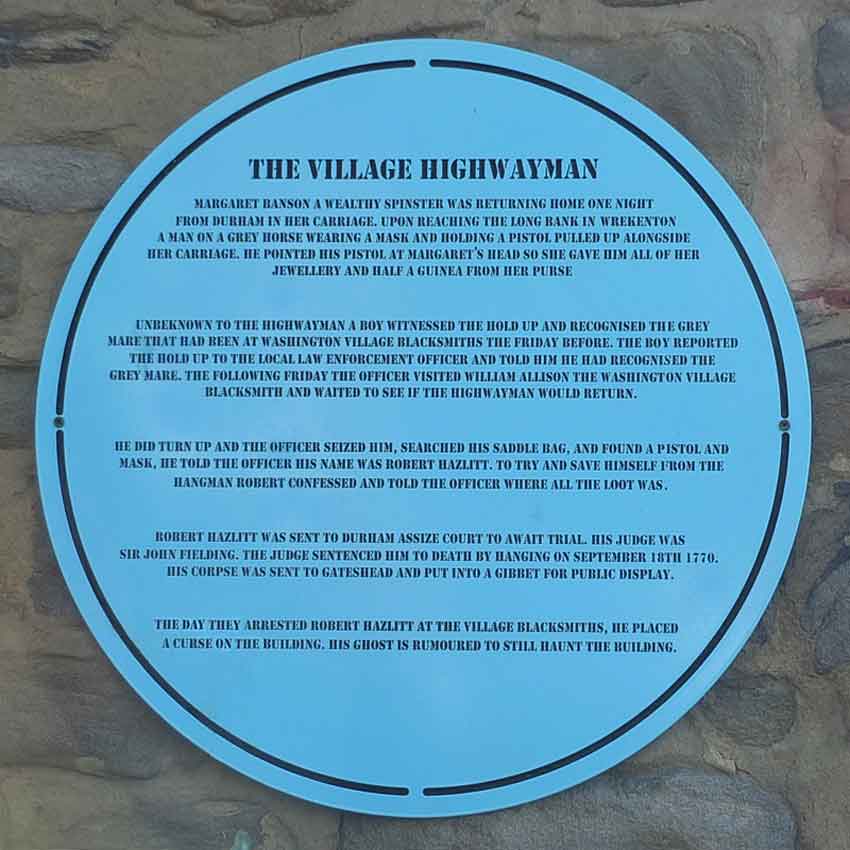 THE VILLAGE HIGHWAYMAN
MARGARET BANSON A WEALTHY SPINSTER WAS RETURNING HOME ONE NIGHT
FROM DURHAM IN HER CARRIAGE. UPON REACHING THE LONG BANK IN WREKENTON
A MAN ON A GREY HORSE WEARING A MASK AND HOLDING A PISTOL PULLED UP ALONGSIDE
HER CARRIAGE. HE POINTED HIS PISTOL AT MARGARET'S HEAD SO SHE GAVE HIM ALL OF HER
JEWELLERY AND HALF A GUINEA FROM HER PURSE
UNBEKNOWN TO THE HIGHWAYMAN A BOY WITNESSED THE HOLD UP AND RECOGNISED THE GREY
MARE THAT HAD BEEN AT WASHINGTON VILLAGE BLACKSMITHS THE FRIDAY BEFORE. THE BOY REPORTED
THE HOLD UP TO THE LOCAL LAW ENFORCEMENT OFFICER AND TOLD HIM HE HAD RECOGNISED THE
GREY MARE. THE FOLLOWING FRIDAY THE OFFICER VISITED WILLIAM ALLISON THE WASHINGTON VILLAGE
BLACKSMITH AND WAITED TO SEE IF THE HIGHWAYMAN WOULD RETURN.
HE DID TURN UP AND THE OFFICER SEIZED HIM, SEARCHED HIS SADDLE BAG, AND FOUND A PISTOL AND
MASK, HE TOLD THE OFFICER HIS NAME WAS ROBERT HAZLITT. TO TRY AND SAVE HIMSELF FROM THE
HANGMAN ROBERT CONFESSED AND TOLD THE OFFICER WHERE ALL THE LOOT WAS.
ROBERT HAZLITT WAS SENT TO DURHAM ASSIZE COURT TO AWAIT TRIAL. HIS JUDGE WAS
SIR JOHN FIELDING. THE JUDGE SENTENCED HIM TO DEATH BY HANGING ON SEPTEMBER 18TH 1770.
HIS CORPSE WAS SENT TO GATESHEAD AND PUT INTO A GIBBET FOR PUBLIC DISPLAY.
THE DAY THEY ARRESTED ROBERT HAZLITT AT THE VILLAGE BLACKSMITHS, HE PLACED
A CURSE ON THE BUILDING. HIS GHOST IS RUMOURED TO STILL HAUNT THE BUILDING.